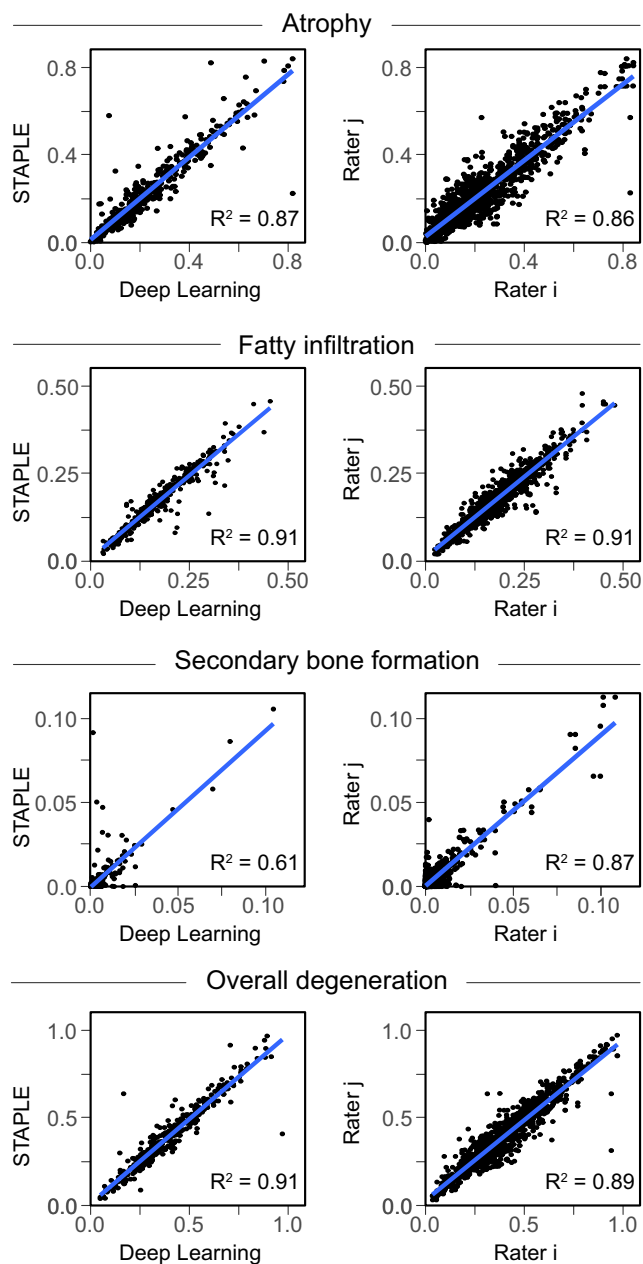 Atrophy
STAPLE
0.8
0.4
0.0
R² = 0.87
0.0 0.4 0.8
Deep Learning
Rater j
0.8
0.4
0.0
R² = 0.86
0.0 0.4 0.8
Rater i
Fatty infiltration
STAPLE
0.50
0.25
0.0
R² = 0.91
0.0 0.25 0.50
Deep Learning
Rater j
0.50
0.25
0.0
R² = 0.91
0.0 0.25 0.50
Rater i
Secondary bone formation
STAPLE
0.10
0.05
0.0
R² = 0.61
0.0 0.05 0.10
Deep Learning
Rater j
0.10
0.05
0.0
R² = 0.87
0.0 0.05 0.10
Rater i
Overall degeneration
STAPLE
1.0
0.5
0.0
R² = 0.91
0.0 0.5 1.0
Deep Learning
Rater j
1.0
0.5
0.0
R² = 0.89
0.0 0.5 1.0
Rater i